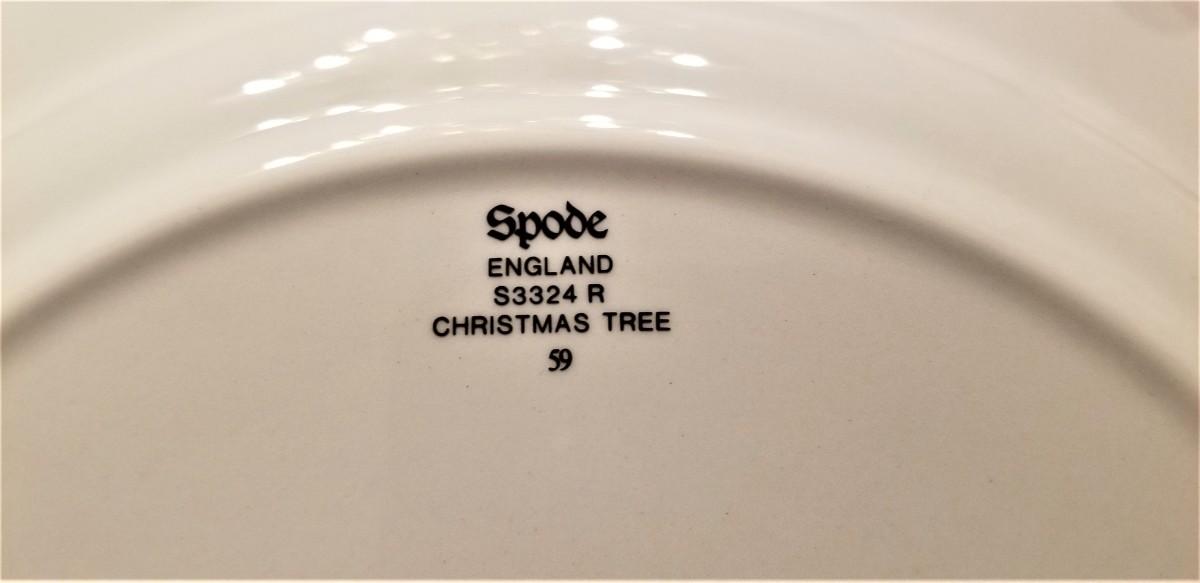 Spode
ENGLAND
S3324 R
CHRISTMAS TREE
59